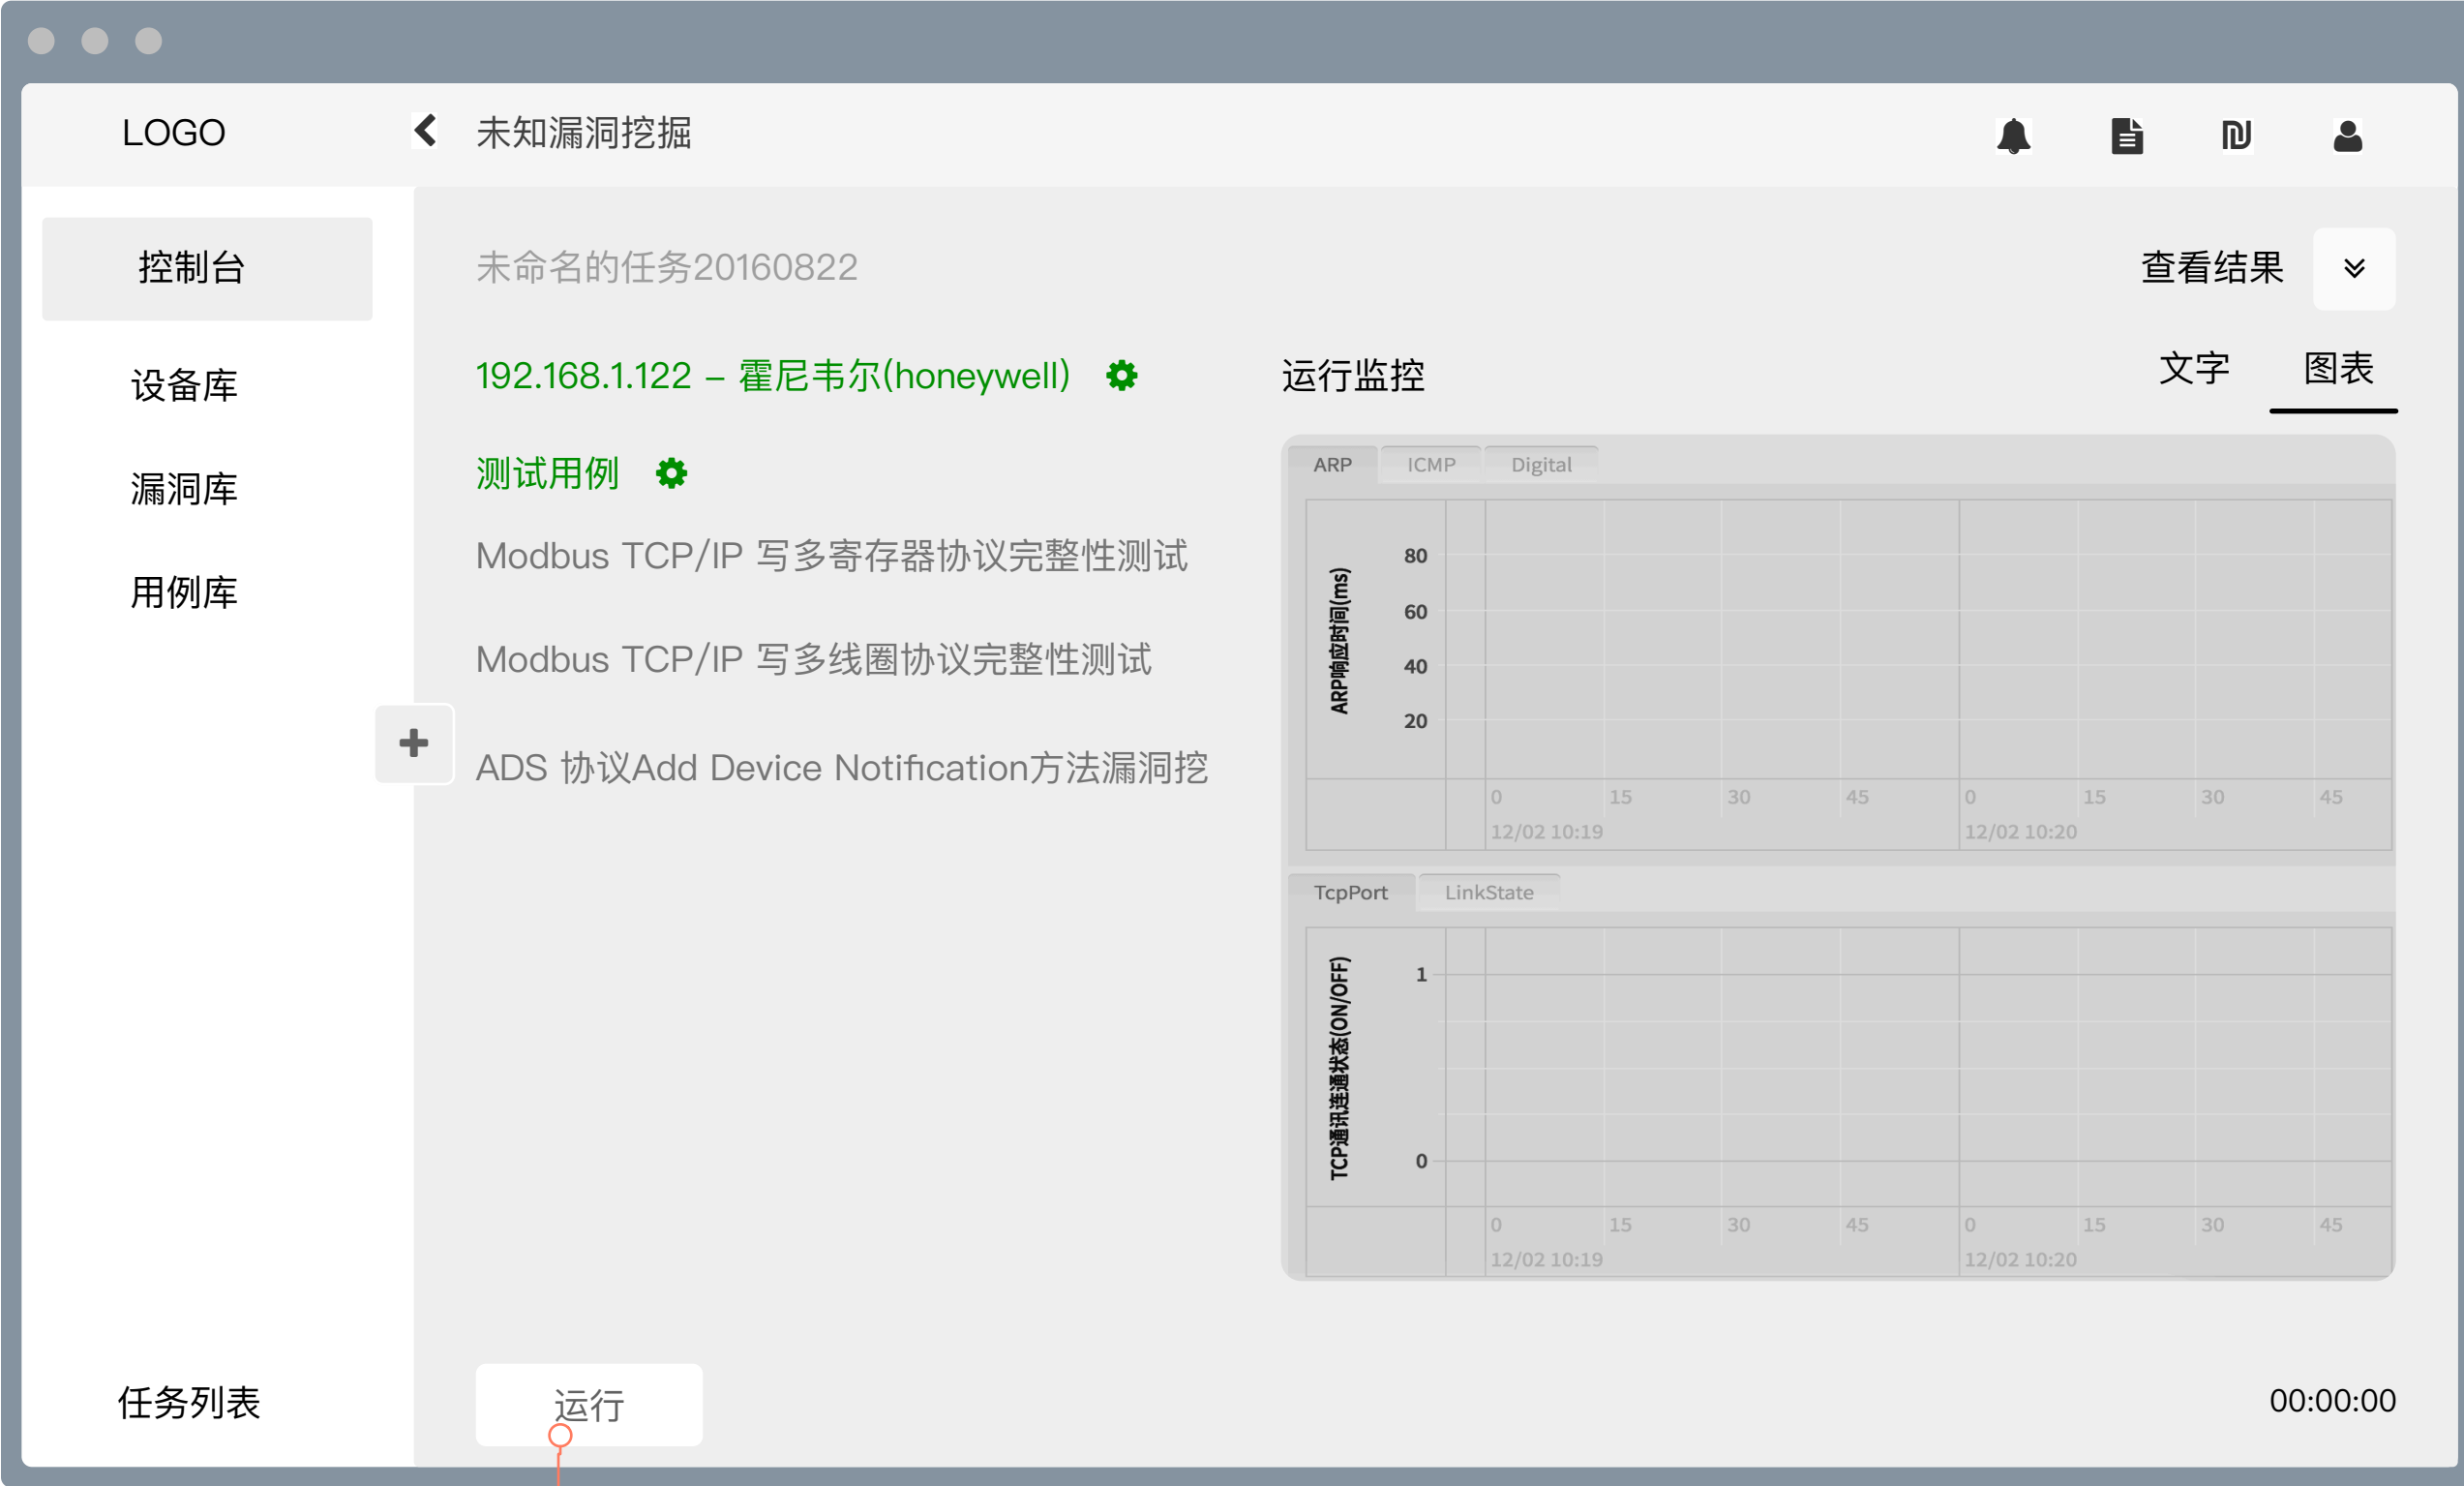 LOGO
未知漏洞挖掘
控制台
设备库
漏洞库
用例库
任务列表
未命名的任务20160822
查看结果
192.168.1.122 – 霍尼韦尔(honeywell)
测试用例
Modbus TCP/IP 写多寄存器协议完整性测试
Modbus TCP/IP 写多线圈协议完整性测试
ADS 协议Add Device Notification方法漏洞挖
运行
运行监控
文字 图表
ARP ICMP Digital
ARP响应时间(ms)
80
60
40
20
0 15 30 45 0 15 30 45
12/02 10:19 12/02 10:20
TcpPort LinkState
TCP通讯连通状态(ON/OFF)
1
0
0 15 30 45 0 15 30 45
12/02 10:19 12/02 10:20
00:00:00